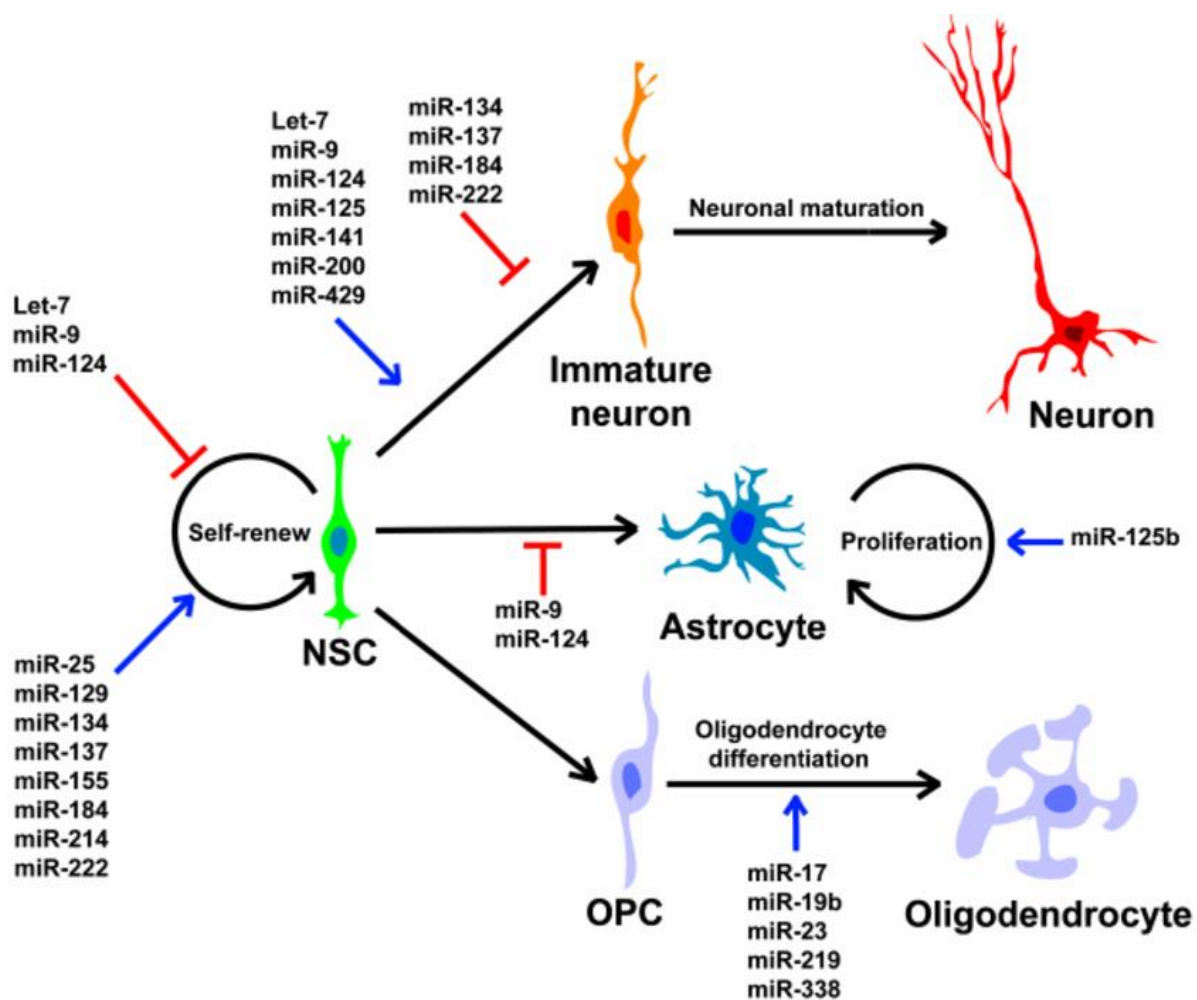 Let-7
miR-9
miR-124
miR-125
miR-141
miR-200
miR-429
miR-134
miR-137
miR-184
miR-222
Neuronal maturation
Let-7
miR-9
miR-124
Immature
neuron
Neuron
Self-renew
NSC
miR-9
miR-124
Astrocyte
Proliferation
miR-125b
miR-25
miR-129
miR-134
miR-137
miR-155
miR-184
miR-214
miR-222
Oligodendrocyte
differentiation
OPC
miR-17
miR-19b
miR-23
miR-219
miR-338
Oligodendrocyte